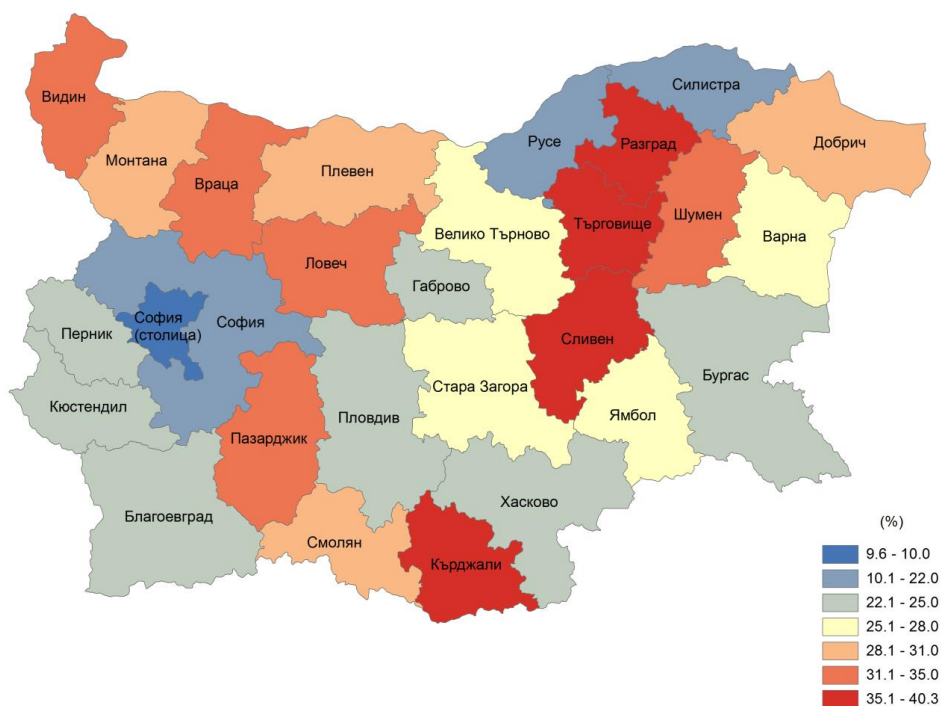 Видин
Монтана
Враца
Плевен
Велико Търново
Русе
Силистра
Разград
Добрич
Търговище
Шумен
Варна
Ловеч
Габрово
София
(столица)
София
Перник
Кюстендил
Сливен
Бургас
Стара Загора
Ямбол
Пловдив
Пазарджик
Хасково
Благоевград
Смолян
Кърджали
(%)
9.6 - 10.0
10.1 - 22.0
22.1 - 25.0
25.1 - 28.0
28.1 - 31.0
31.1 - 35.0
35.1 - 40.3